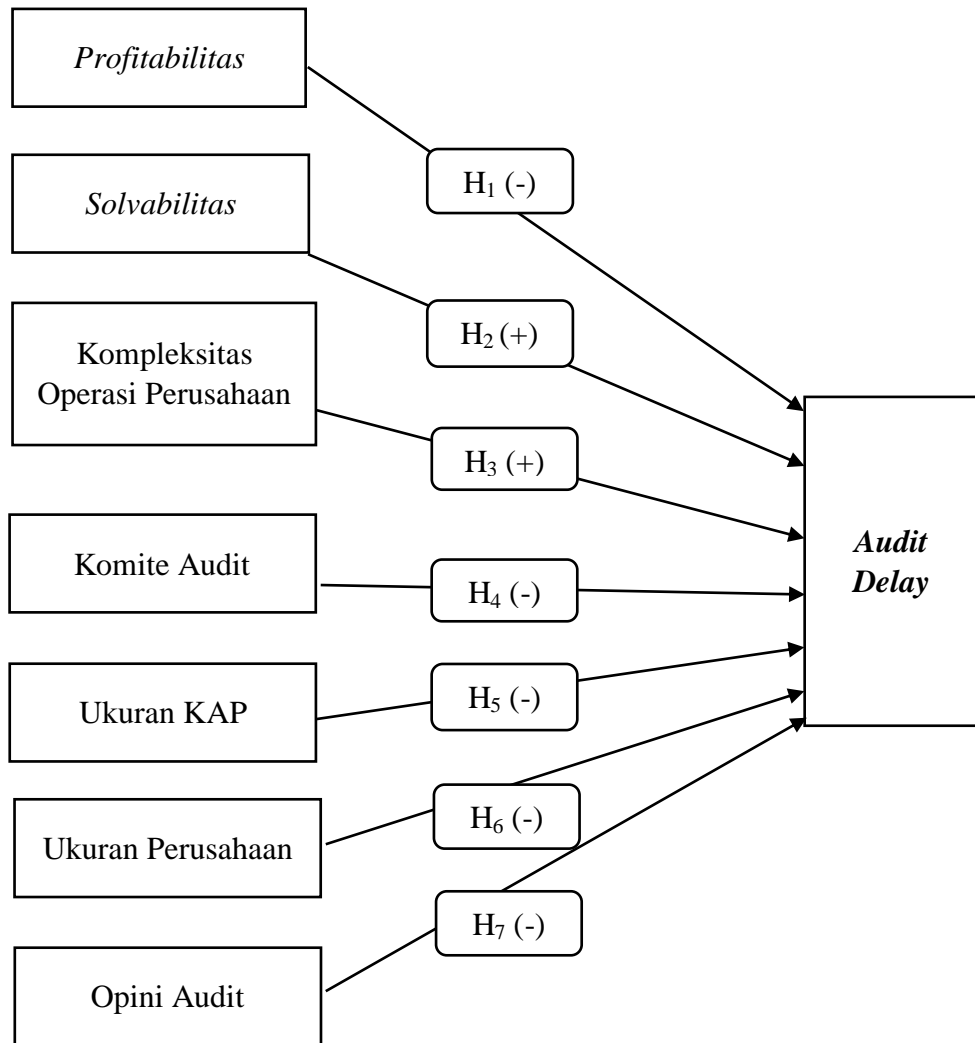 Profitabilitas
H₁ (-)
Solvabilitas
H₂ (+)
Kompleksitas
Operasi Perusahaan
H₃ (+)
Komite Audit
H₄ (-)
Audit
Delay
Ukuran KAP
H₅ (-)
Ukuran Perusahaan
H₆ (-)
Opini Audit
H₇ (-)